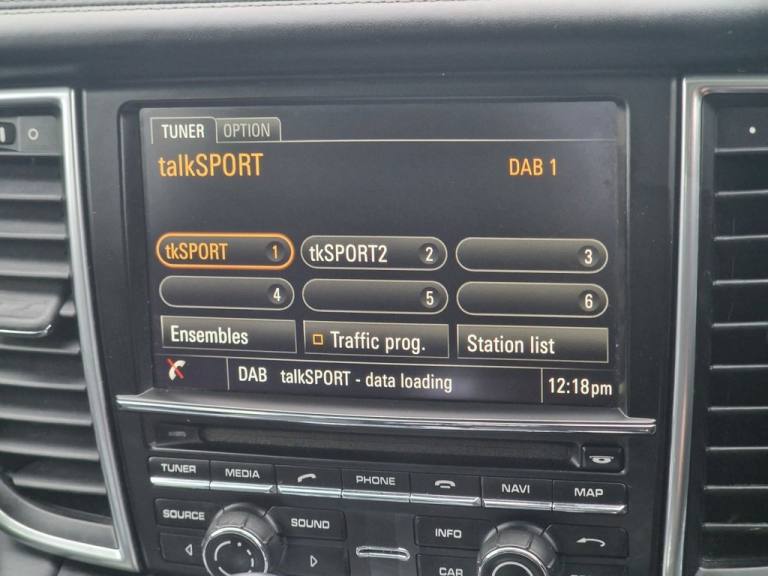 TUNER OPTION
talkSPORT DAB 1
tkSPORT 1 tkSPORT2 2 3
4 5 6
Ensembles Traffic prog. Station list
DAB talkSPORT - data loading 12:18pm
TUNER MEDIA PHONE NAVI MAP
SOURCE SOUND INFO
CAR